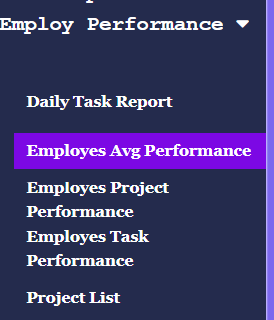 Employ Performance
Daily Task Report
Employes Avg Performance
Employes Project
Performance
Employes Task
Performance
Project List